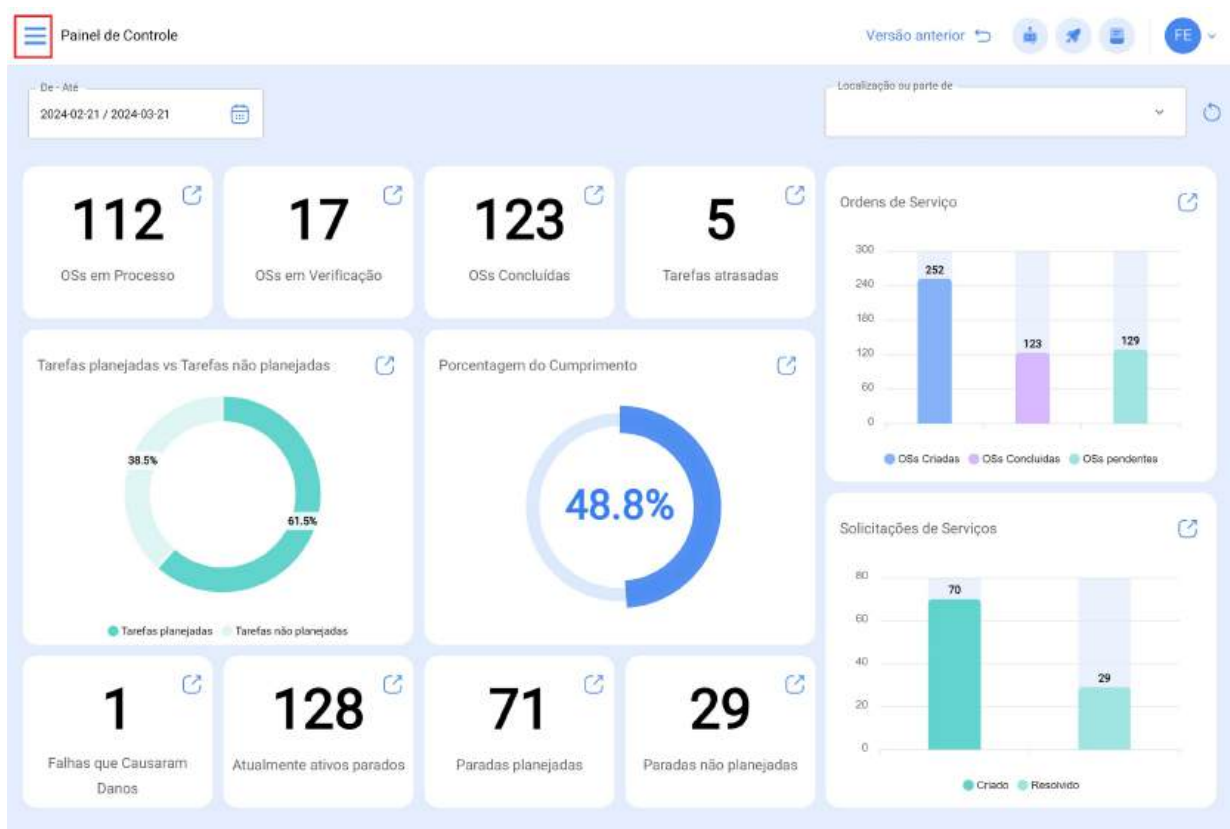 Painel de Controle
Versão anterior
FE
De - Até
2024-02-21 / 2024-03-21
Localização ou parte de
112
OSs em Processo
17
OSs em Verificação
123
OSs Concluídas
5
Tarefas atrasadas
Ordens de Serviço
300
240
180
120
60
0
252
123
129
OSs Criadas
OSs Concluidas
OSs pendentes
Tarefas planejadas vs Tarefas não planejadas
38.5%
61.5%
Tarefas planejadas
Tarefas não planejadas
Porcentagem do Cumprimento
48.8%
Solicitações de Serviços
80
60
40
20
0
70
29
Criado
Resolvido
1
Falhas que Causaram
Danos
128
Atualmente ativos parados
71
Paradas planejadas
29
Paradas não planejadas